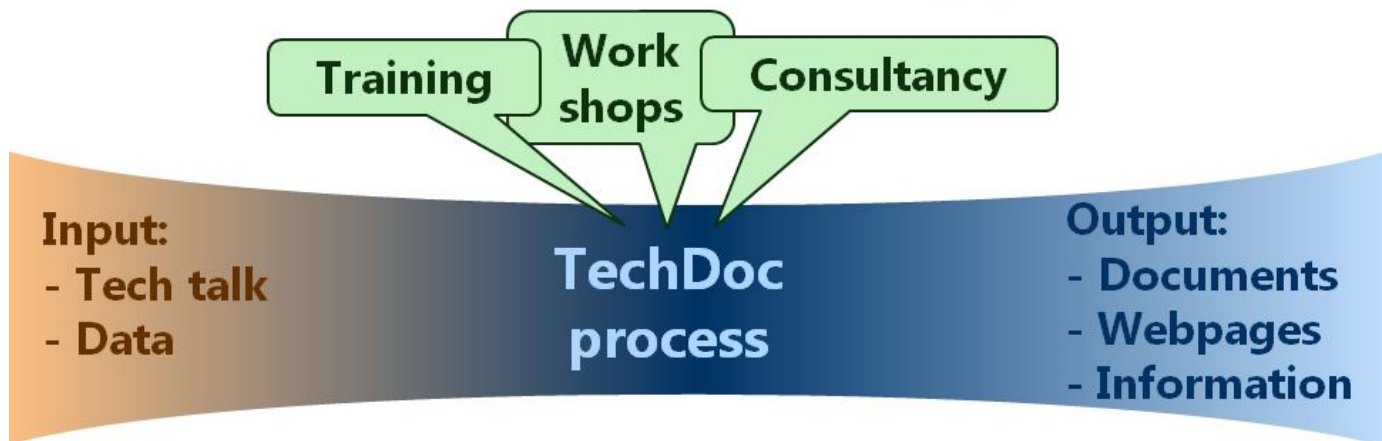 Training
Work
shops
Consultancy
Input:
- Tech talk
- Data
TechDoc
process
Output:
- Documents
- Webpages
- Information